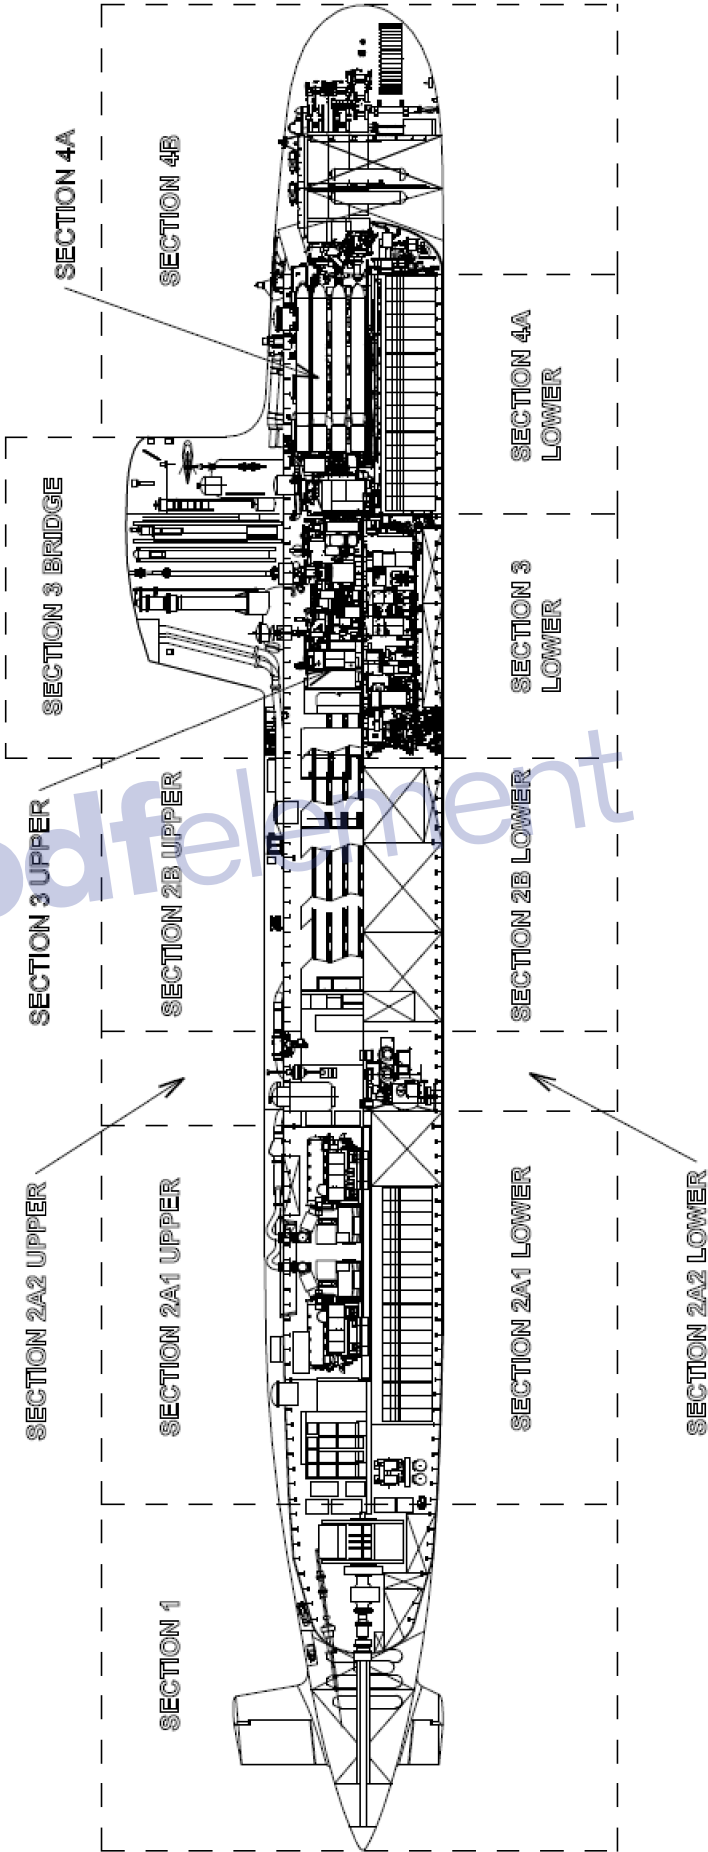 SECTION 4A
SECTION 4B
SECTION 4A
LOWER
SECTION 3 BRIDGE
SECTION 3
LOWER
SECTION 3 UPPER
SECTION 2B UPPER
SECTION 2B LOWER
pdfelement
SECTION 2A2 UPPER
SECTION 2A1 UPPER
SECTION 2A1 LOWER
SECTION 2A2 LOWER
SECTION 1